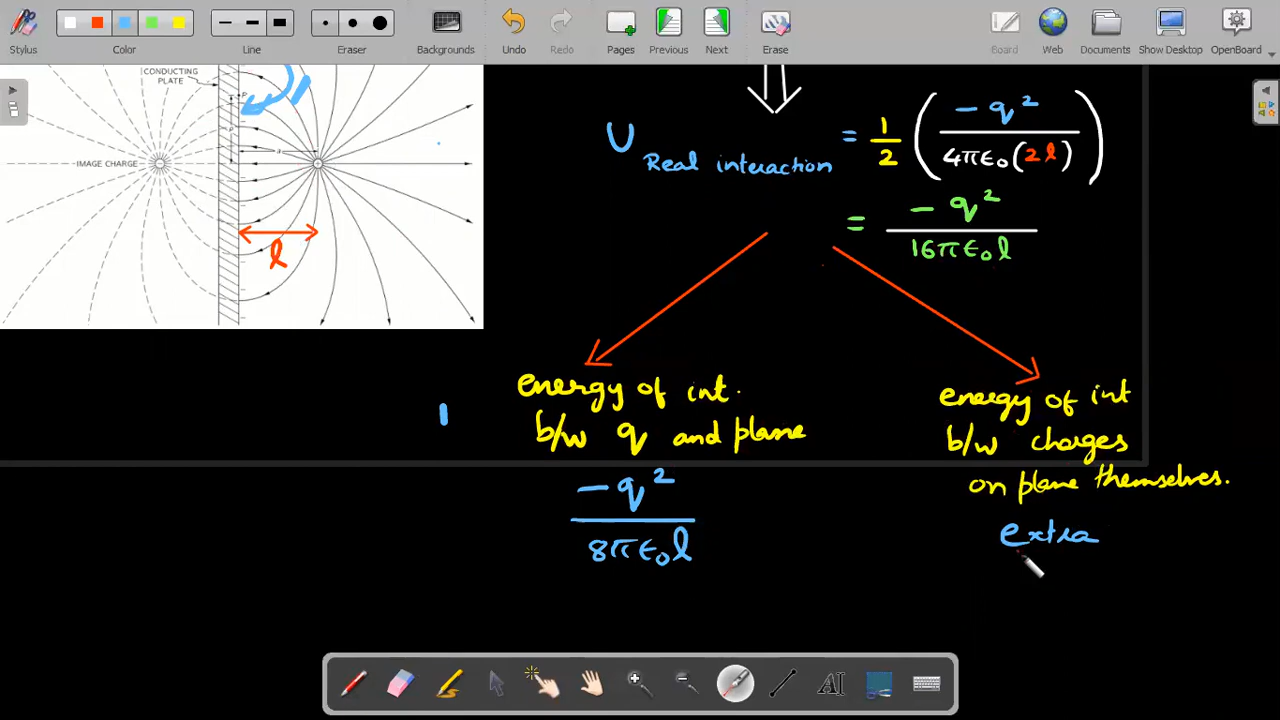 Stylus
Color
Line
Eraser
Backgrounds
Undo
Redo
Pages
Previous
Next
Erase
Board
Web
Documents
Show Desktop
OpenBoard
CONDUCTING
PLATE
P
IMAGE CHARGE
a
l
U Real interaction = 1/2 ( -q² / 4πε₀(2l) )
= -q² / 16πε₀l
energy of int.
b/w q and plane
-q² / 8πε₀l
energy of int
b/w charges
on plane themselves.
extra